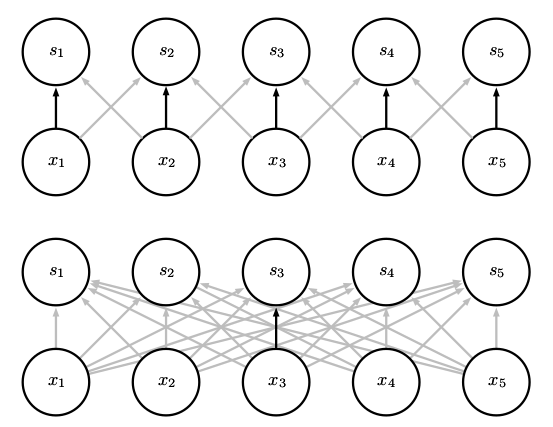 s₁ s₂ s₃ s₄ s₅
x₁ x₂ x₃ x₄ x₅
s₁ s₂ s₃ s₄ s₅
x₁ x₂ x₃ x₄ x₅